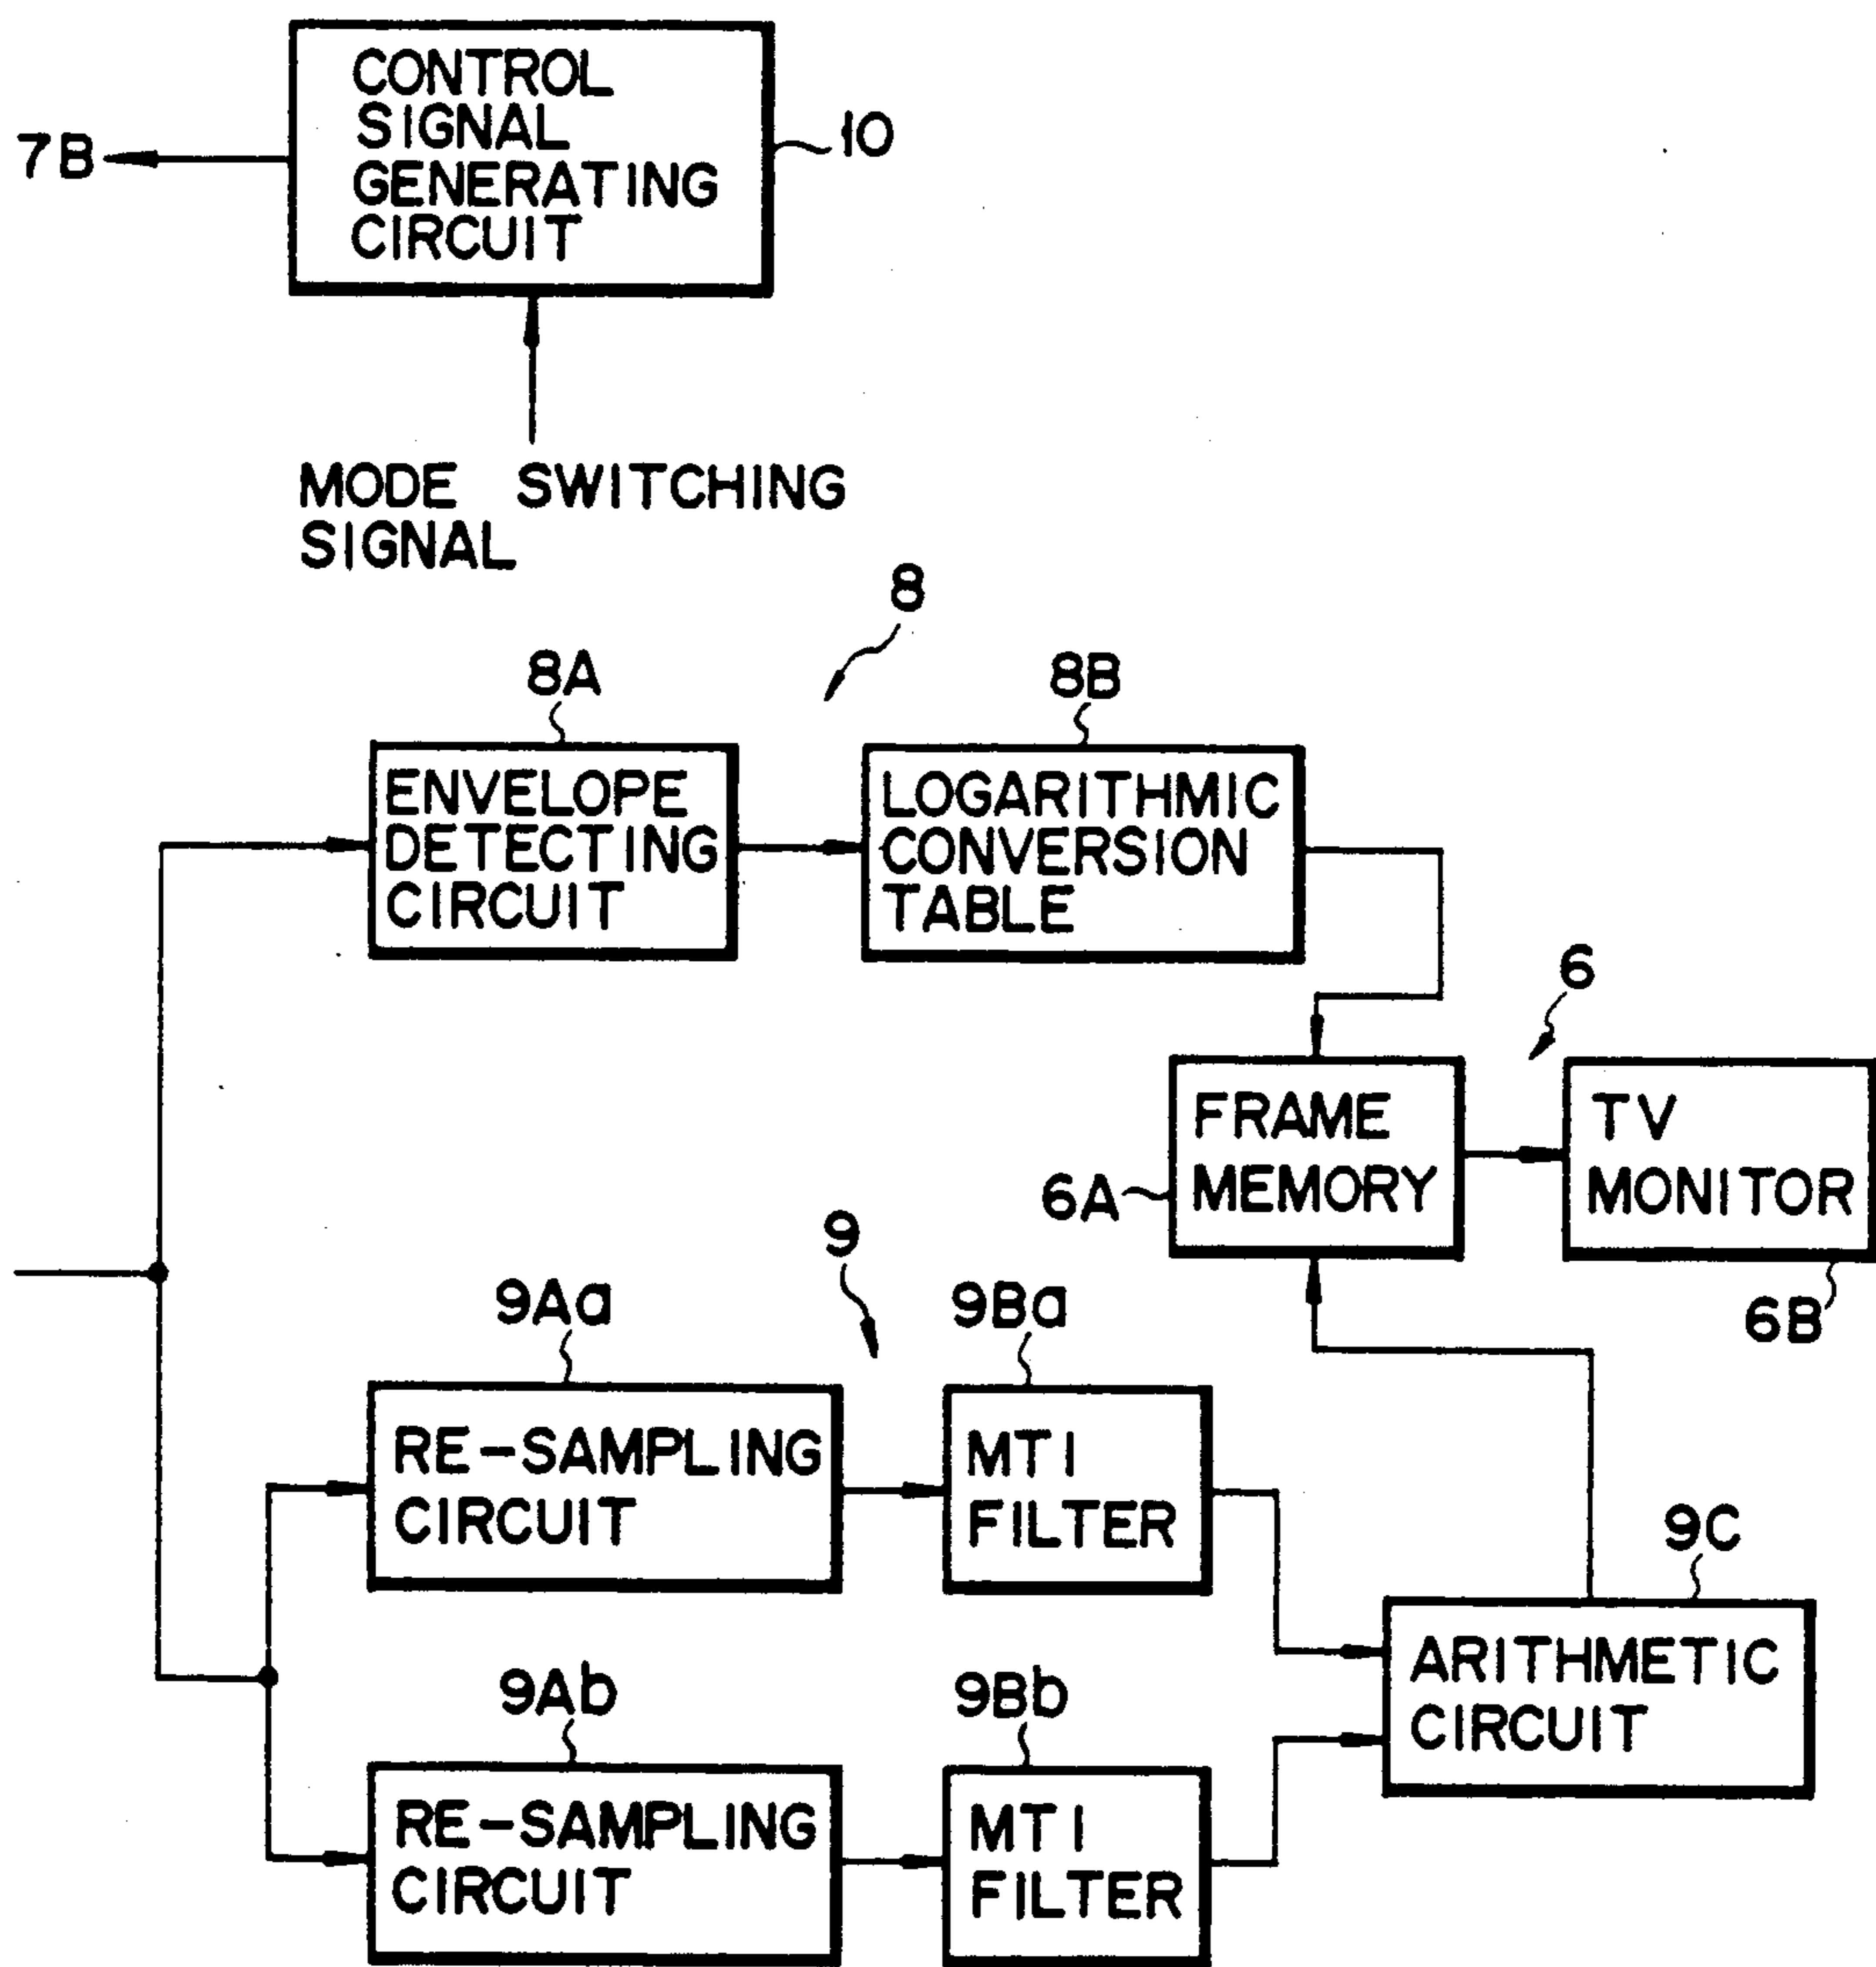 CONTROL
SIGNAL
GENERATING
CIRCUIT
10
7B
MODE SWITCHING
SIGNAL
8
8A
8B
ENVELOPE
DETECTING
CIRCUIT
LOGARITHMIC
CONVERSION
TABLE
6
FRAME
MEMORY
TV
MONITOR
6A
6B
9
9Aa
9Ba
RE-SAMPLING
CIRCUIT
MTI
FILTER
9C
9Ab
9Bb
ARITHMETIC
CIRCUIT
RE-SAMPLING
CIRCUIT
MTI
FILTER